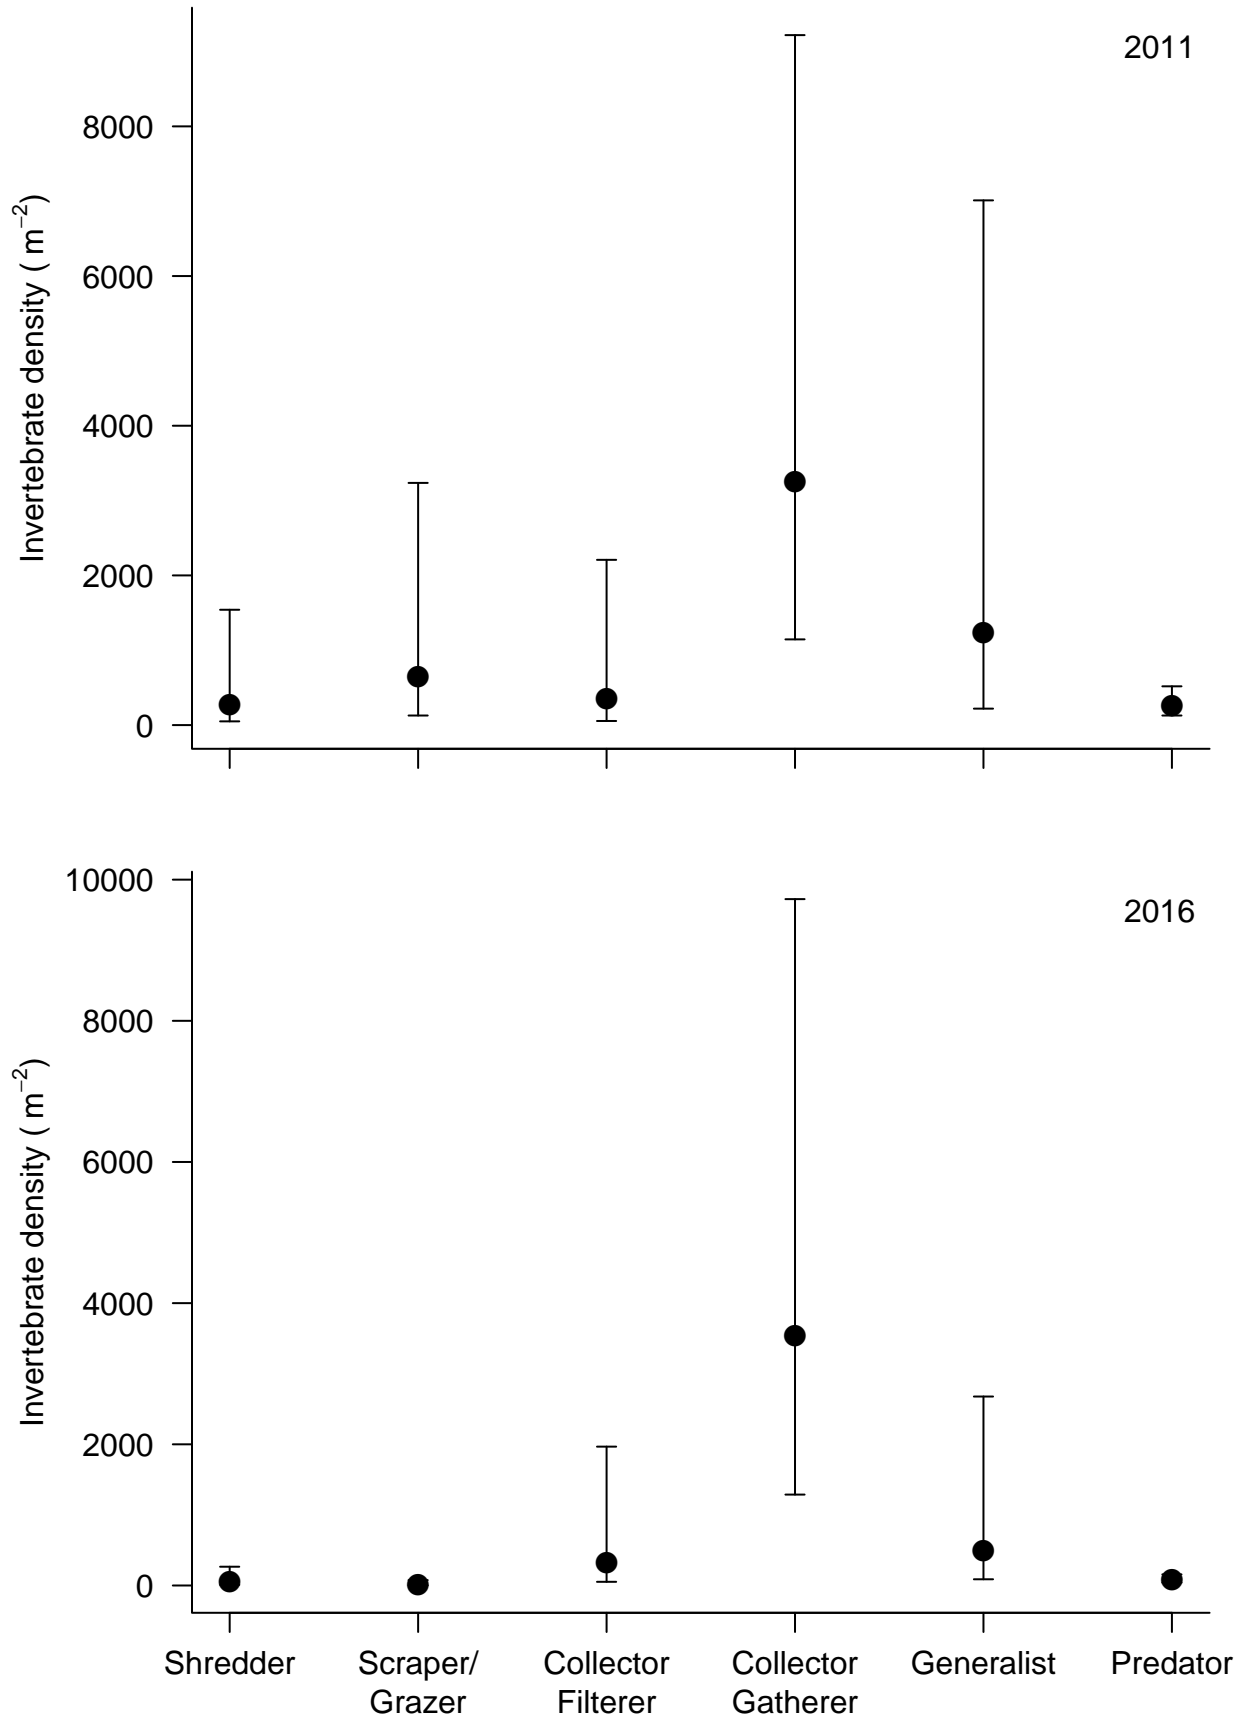 2011
8000
6000
4000
2000
0
Invertebrate density ( m⁻²)
2016
10000
8000
6000
4000
2000
0
Invertebrate density ( m⁻²)
Shredder
Scraper/
Grazer
Collector
Filterer
Collector
Gatherer
Generalist
Predator